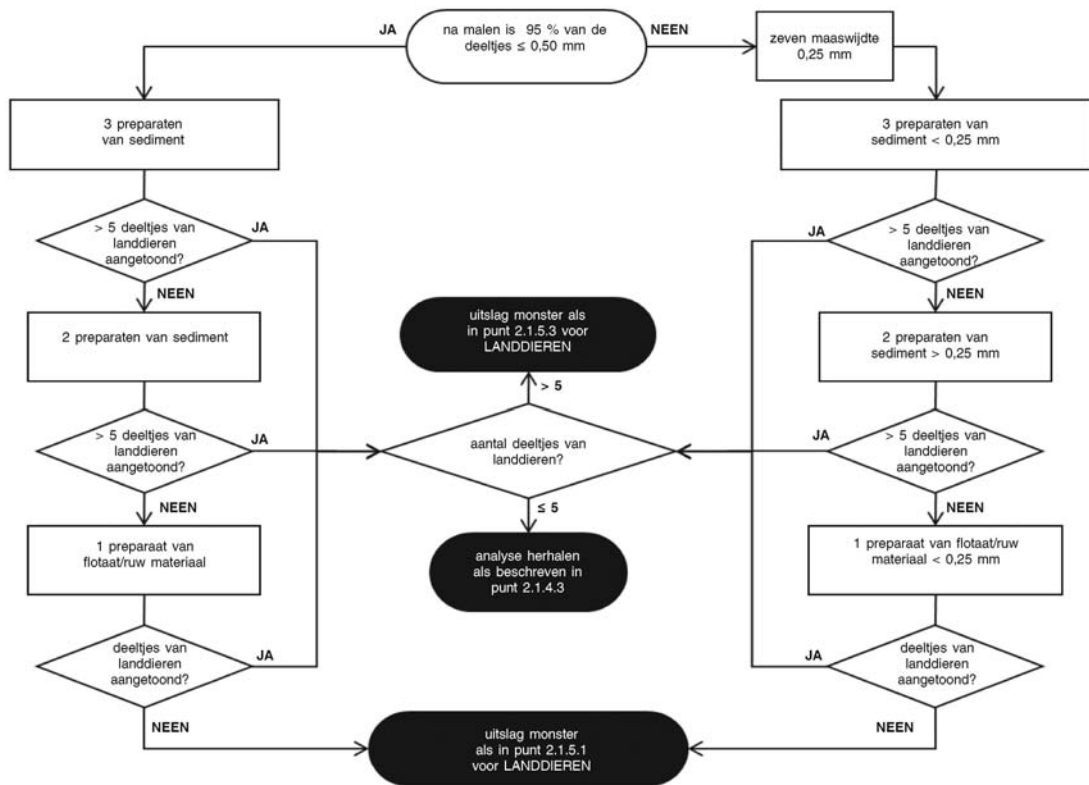 JA
na malen is 95 % van de
deeltjes ≤ 0,50 mm
NEEN
zeven maaswijdte
0,25 mm
3 preparaten
van sediment
3 preparaten van
sediment < 0,25 mm
> 5 deeltjes van
landdieren
aangetoond?
JA
JA
> 5 deeltjes van
landdieren
aangetoond?
NEEN
NEEN
2 preparaten van sediment
uitslag monster als
in punt 2.1.5.3 voor
LANDDIEREN
2 preparaten van
sediment > 0,25 mm
> 5
> 5 deeltjes van
landdieren
aangetoond?
JA
aantal deeltjes van
landdieren?
JA
> 5 deeltjes van
landdieren
aangetoond?
NEEN
≤ 5
NEEN
1 preparaat van
flotaat/ruw materiaal
analyse herhalen
als beschreven in
punt 2.1.4.3
1 preparaat van flotaat/ruw
materiaal < 0,25 mm
deeltjes van
landdieren
aangetoond?
JA
JA
deeltjes van
landdieren
aangetoond?
NEEN
uitslag monster
als in punt 2.1.5.1
voor LANDDIEREN
NEEN